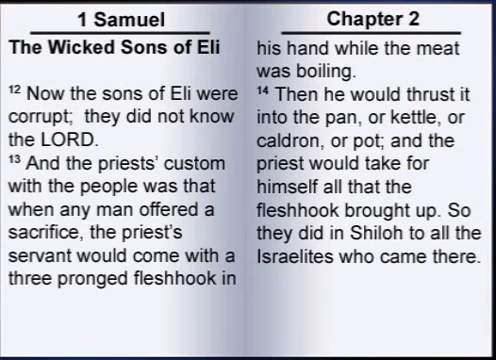 1 Samuel
The Wicked Sons of Eli
¹² Now the sons of Eli were
corrupt; they did not know
the LORD.
¹³ And the priests' custom
with the people was that
when any man offered a
sacrifice, the priest's
servant would come with a
three pronged fleshhook in
Chapter 2
his hand while the meat
was boiling.
¹⁴ Then he would thrust it
into the pan, or kettle, or
caldron, or pot; and the
priest would take for
himself all that the
fleshhook brought up. So
they did in Shiloh to all the
Israelites who came there.